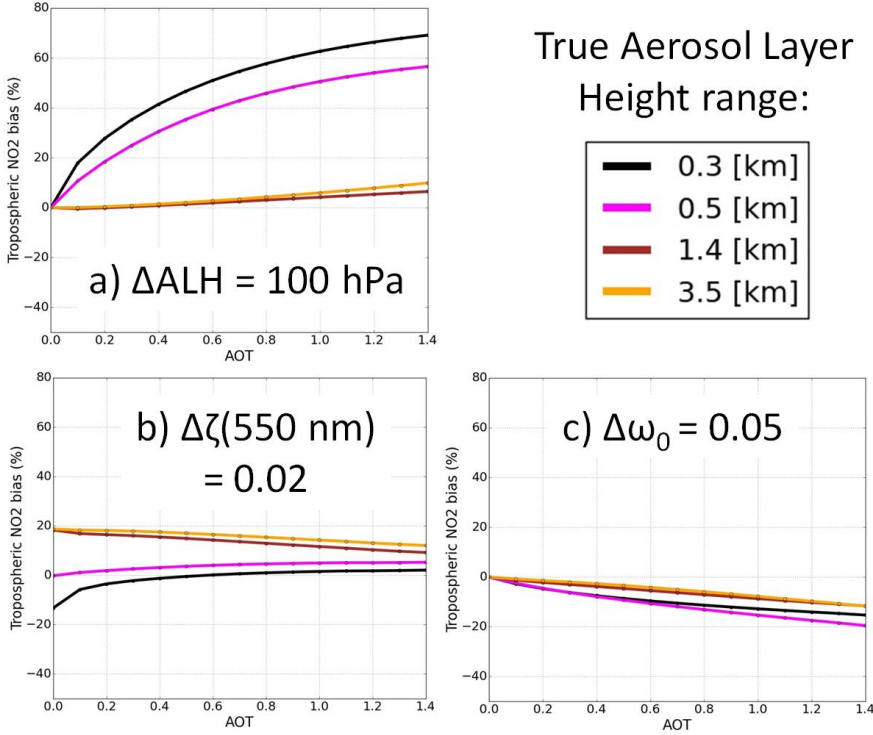 80
60
40
20
0
−20
−40
0.0 0.2 0.4 0.6 0.8 1.0 1.2 1.4
AOT
Tropospheric NO2 bias (%)
a) ΔALH = 100 hPa
True Aerosol Layer
Height range:
0.3 [km]
0.5 [km]
1.4 [km]
3.5 [km]
80
60
40
20
0
−20
−40
0.0 0.2 0.4 0.6 0.8 1.0 1.2 1.4
AOT
Tropospheric NO2 bias (%)
b) Δζ(550 nm)
= 0.02
80
60
40
20
0
−20
−40
0.0 0.2 0.4 0.6 0.8 1.0 1.2 1.4
AOT
Tropospheric NO2 bias (%)
c) Δω₀ = 0.05